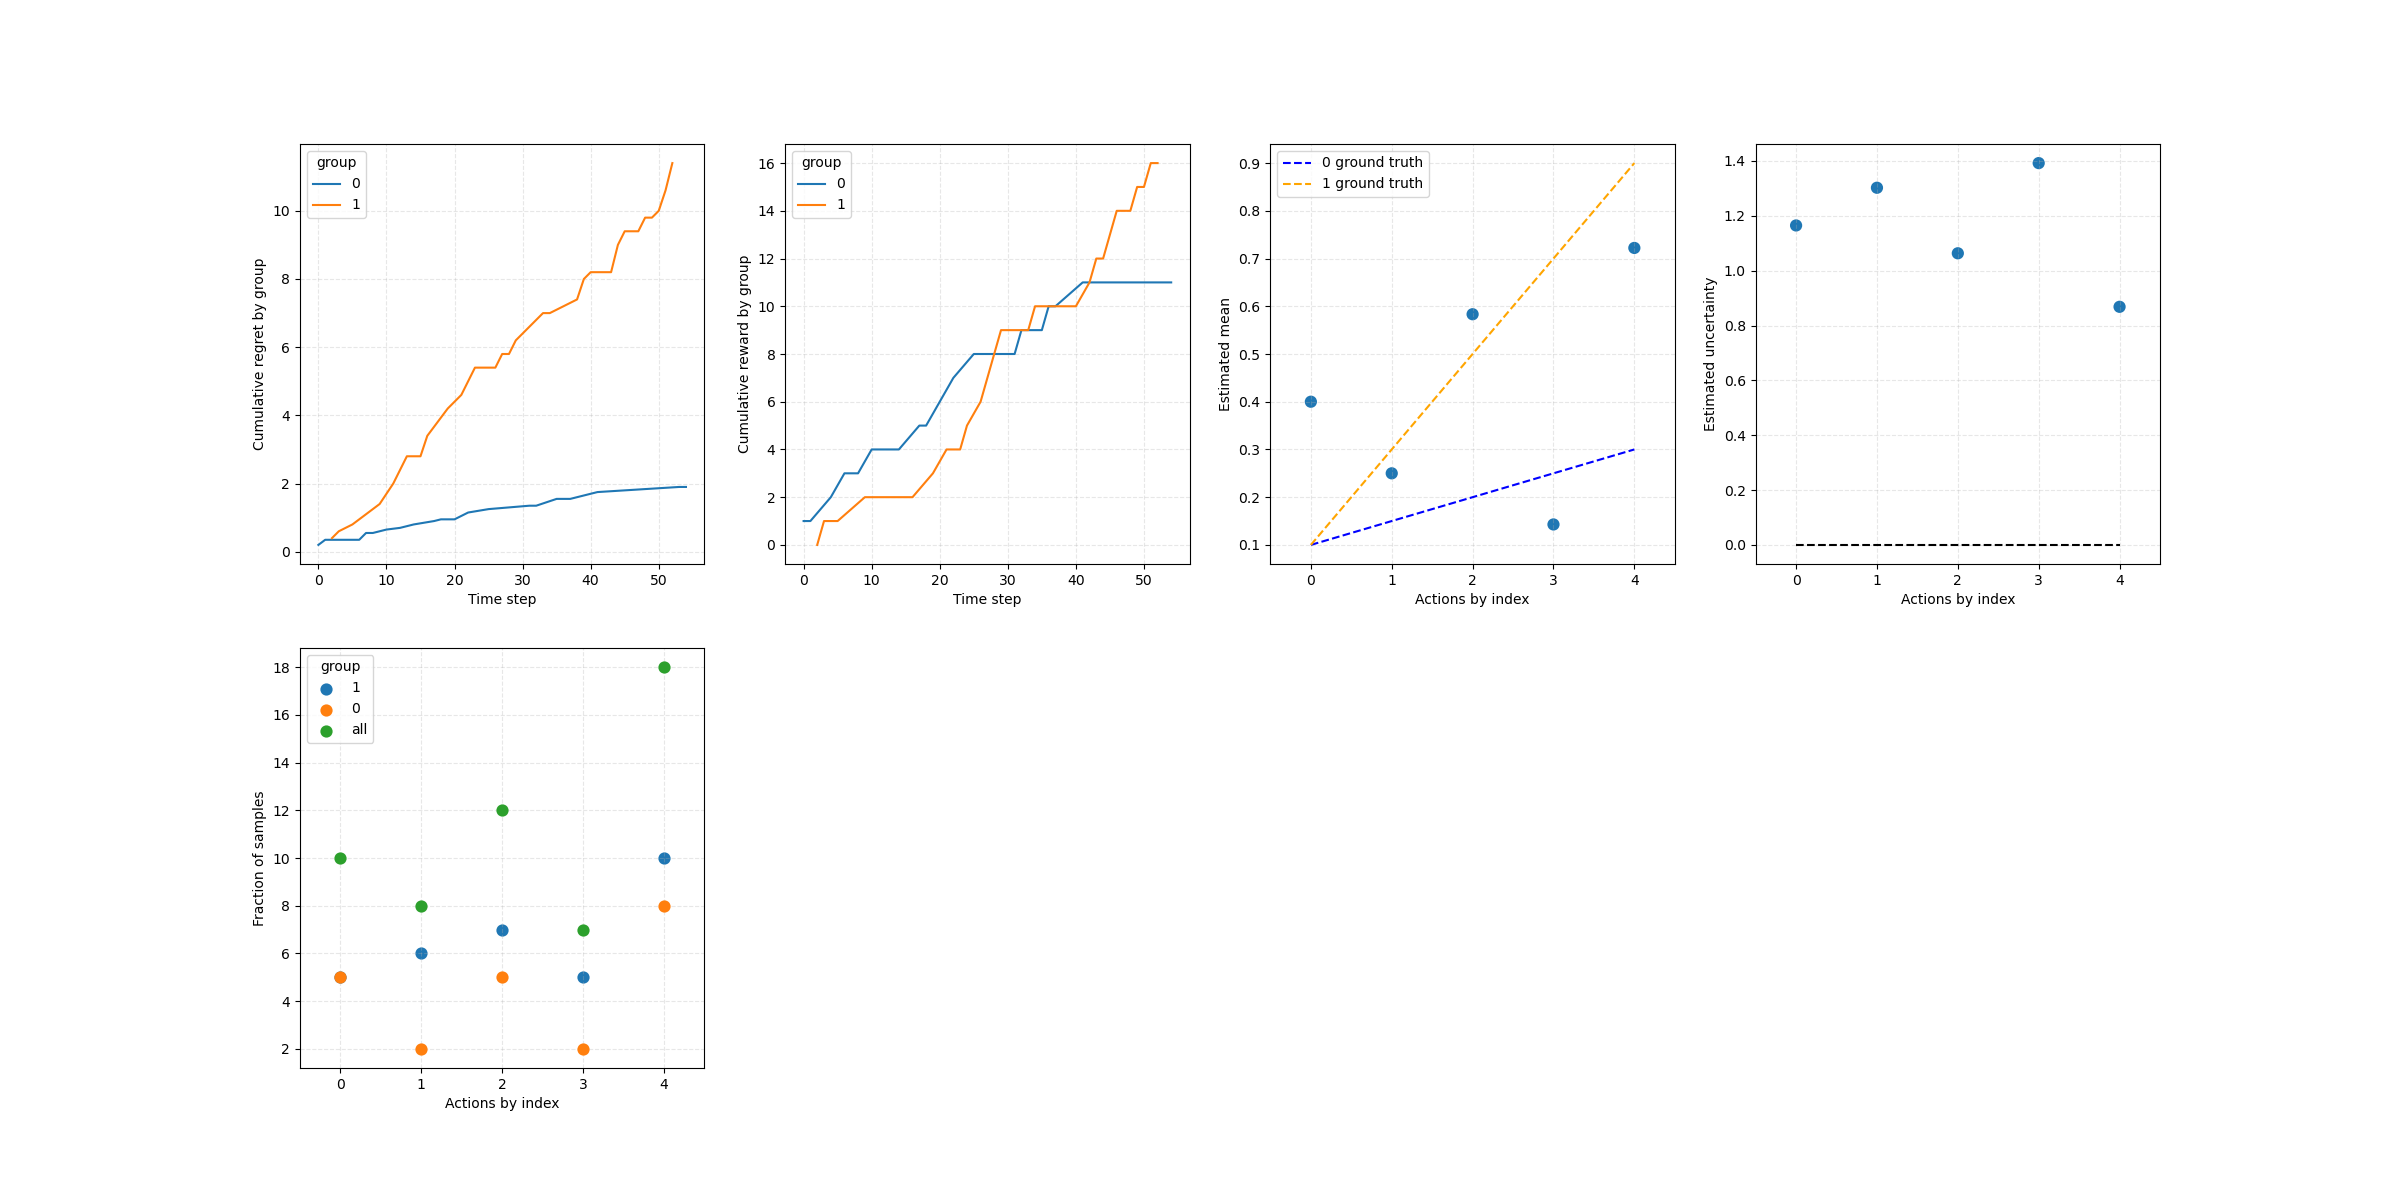 group
0
1
10
8
6
4
2
0
Cumulative regret by group
0 10 20 30 40 50
Time step
group
0
1
16
14
12
10
8
6
4
2
0
Cumulative reward by group
0 10 20 30 40 50
Time step
0 ground truth
1 ground truth
0.9
0.8
0.7
0.6
0.5
0.4
0.3
0.2
0.1
Estimated mean
0 1 2 3 4
Actions by index
1.4
1.2
1.0
0.8
0.6
0.4
0.2
0.0
Estimated uncertainty
0 1 2 3 4
Actions by index
group
1
0
all
18
16
14
12
10
8
6
4
2
Fraction of samples
0 1 2 3 4
Actions by index